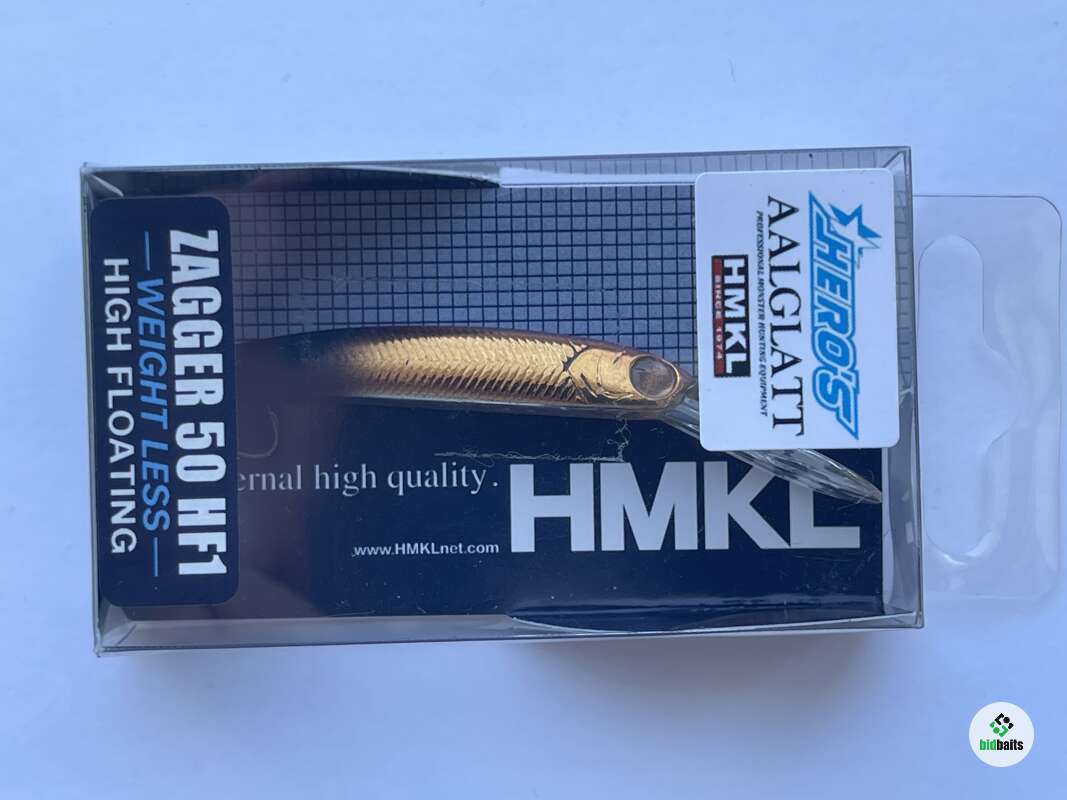 ZAGGER 50 HF1
WEIGHT LESS
HIGH FLOATING
HERO'S
AALGLATT
PROFESSIONAL MONSTER HUNTING EQUIPMENT
HMKL
SINCE 1974
ernal high quality.
HMKL
www.HMKLnet.com
bidbaits